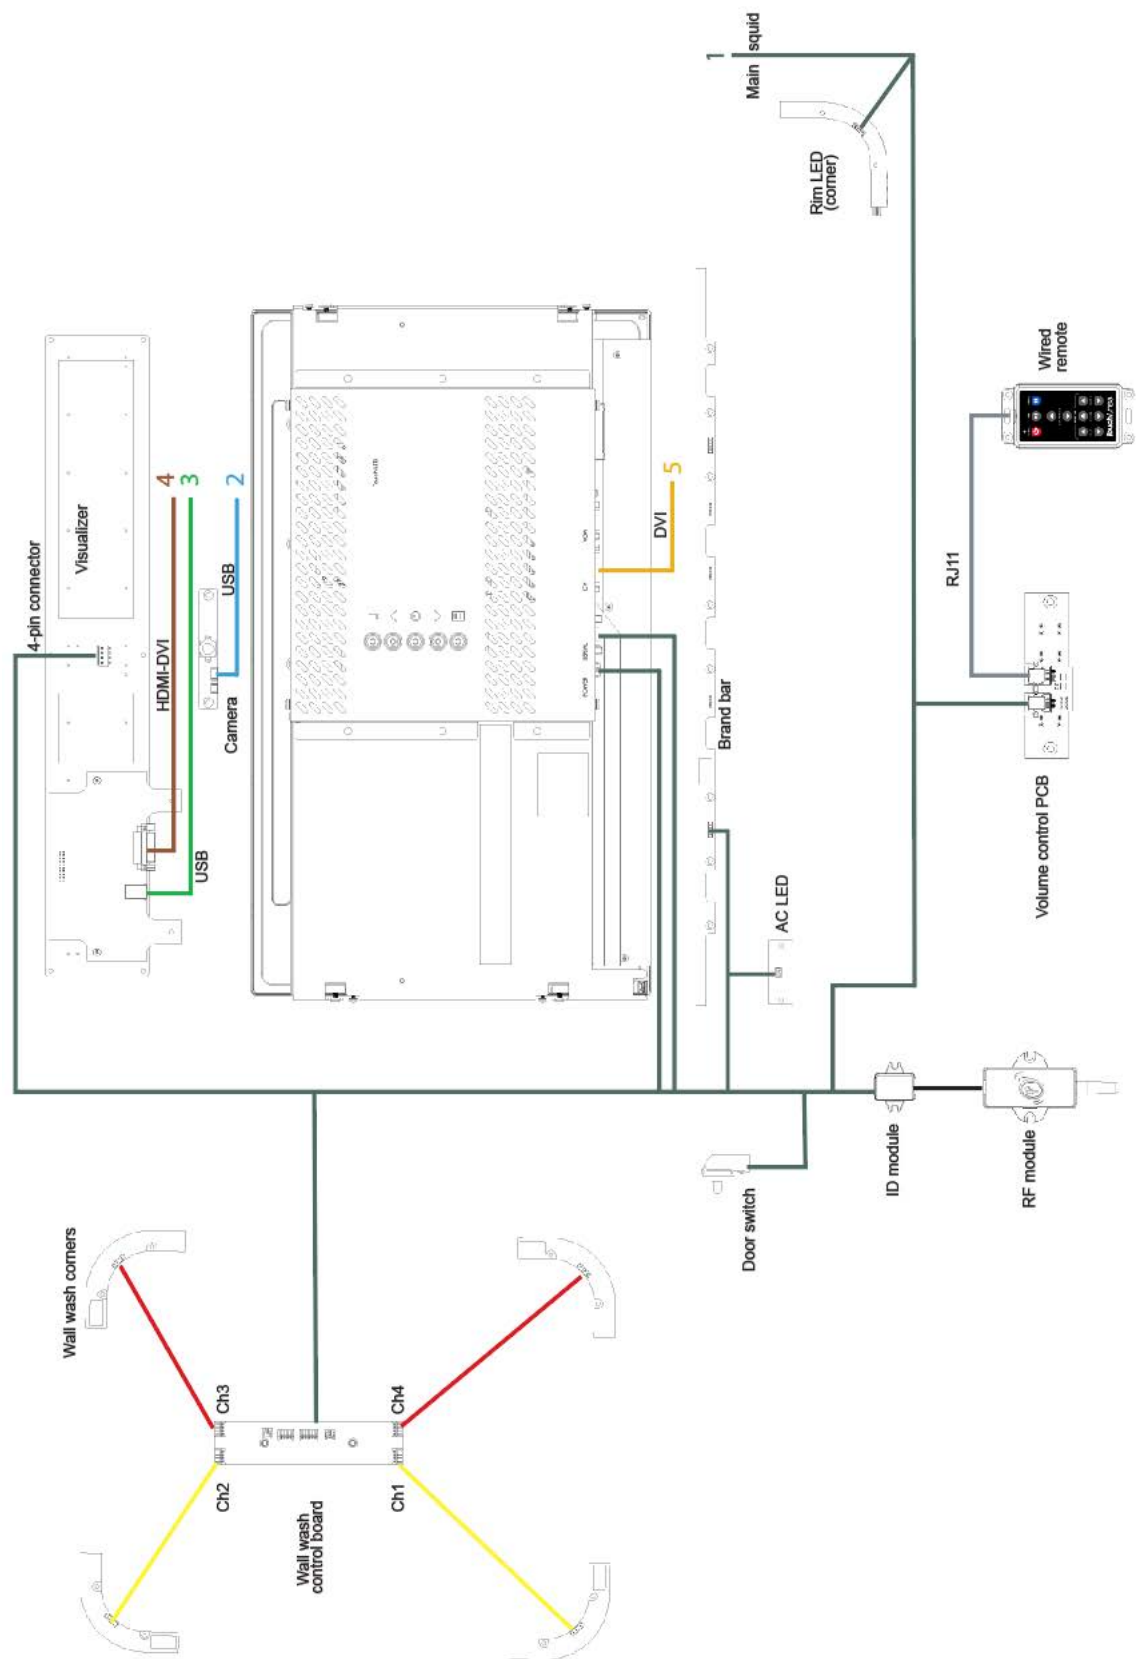 1
Main squid
Rim LED
(corner)
Wired
remote
4-pin connector
Visualizer
4
3
2
HDMI-DVI
USB
USB
Camera
5
DVI
RJ11
POWER
SERIAL
Brand bar
AC LED
Volume control PCB
ID module
RF module
Door switch
Wall wash corners
Ch3
Ch4
Ch2
Ch1
Wall wash
control board